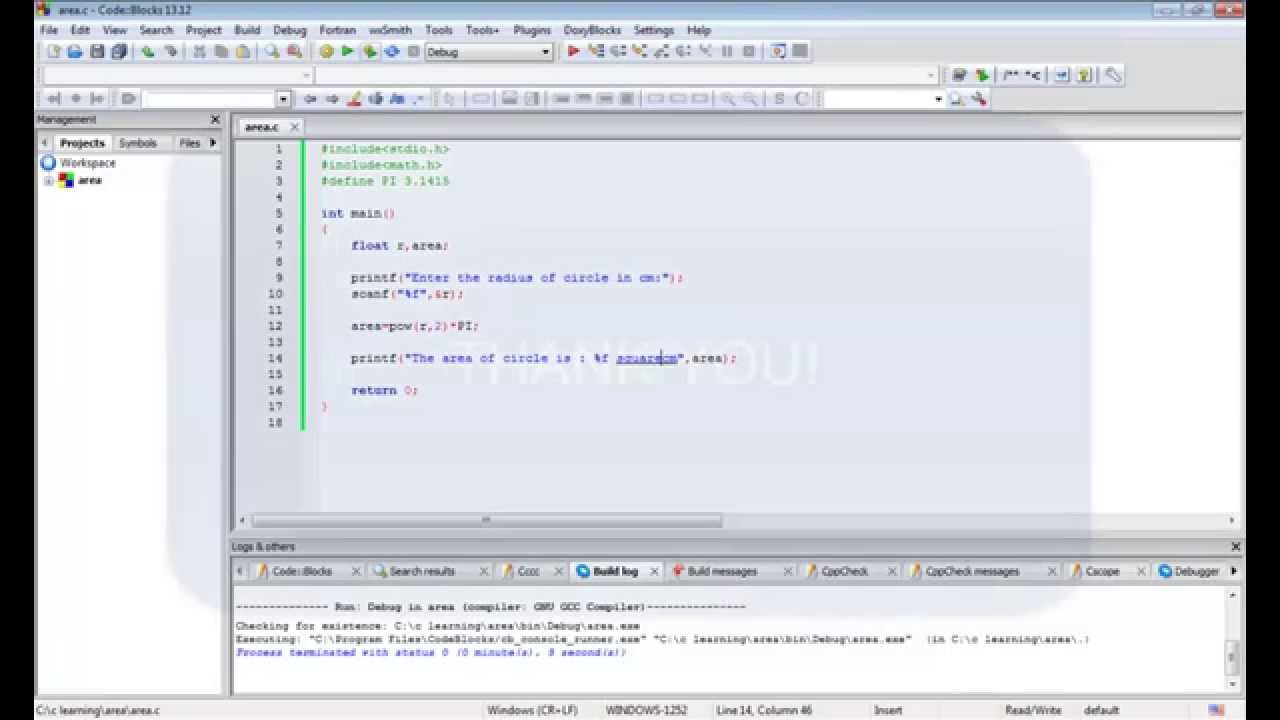 area.c - Code::Blocks 13.12
File Edit View Search Project Build Debug Fortran wxSmith Tools Tools+ Plugins DoxyBlocks Settings Help
Debug
/** *<
S C
Management
Projects Symbols Files
Workspace
area
area.c
1 #include<stdio.h>
2 #include<math.h>
3 #define PI 3.1415
4
5 int main()
6 {
7 float r,area;
8
9 printf("Enter the radius of circle in cm:");
10 scanf("%f",&r);
11
12 area=pow(r,2)*PI;
13
14 printf("The area of circle is : %f squarecm",area);
15
16 return 0;
17 }
18
THANK YOU!
Logs & others
Code::Blocks Search results Cccc Build log Build messages CppCheck CppCheck messages Cscope Debugger
-------------- Run: Debug in area (compiler: GNU GCC Compiler)---------------
Checking for existence: C:\c learning\area\bin\Debug\area.exe
Executing: "C:\Program Files\CodeBlocks/cb_console_runner.exe" "C:\c learning\area\bin\Debug\area.exe" (in C:\c learning\area\.)
Process terminated with status 0 (0 minute(s), 8 second(s))
C:\c learning\area\area.c Windows (CR+LF) WINDOWS-1252 Line 14, Column 46 Insert Read/Write default